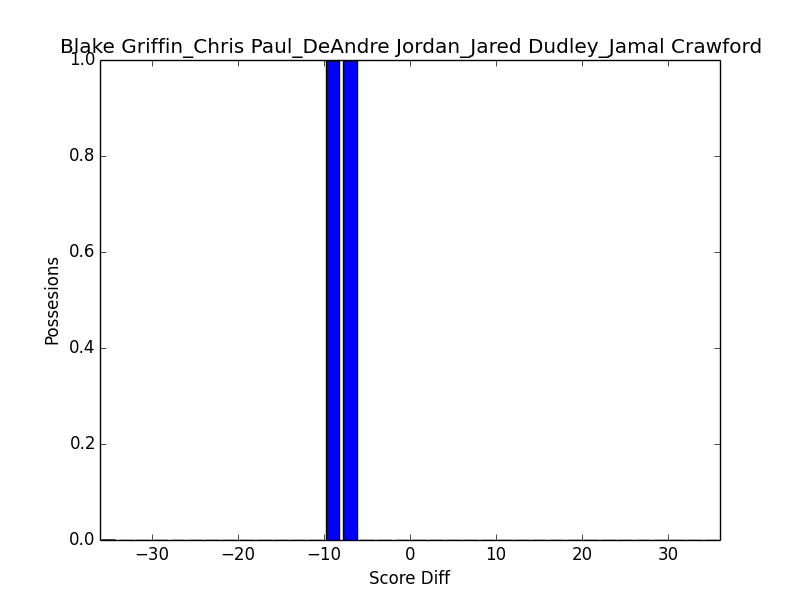 Blake Griffin_Chris Paul_DeAndre Jordan_Jared Dudley_Jamal Crawford
1.0
0.8
0.6
0.4
0.2
0.0
Possesions
−30 −20 −10 0 10 20 30
Score Diff